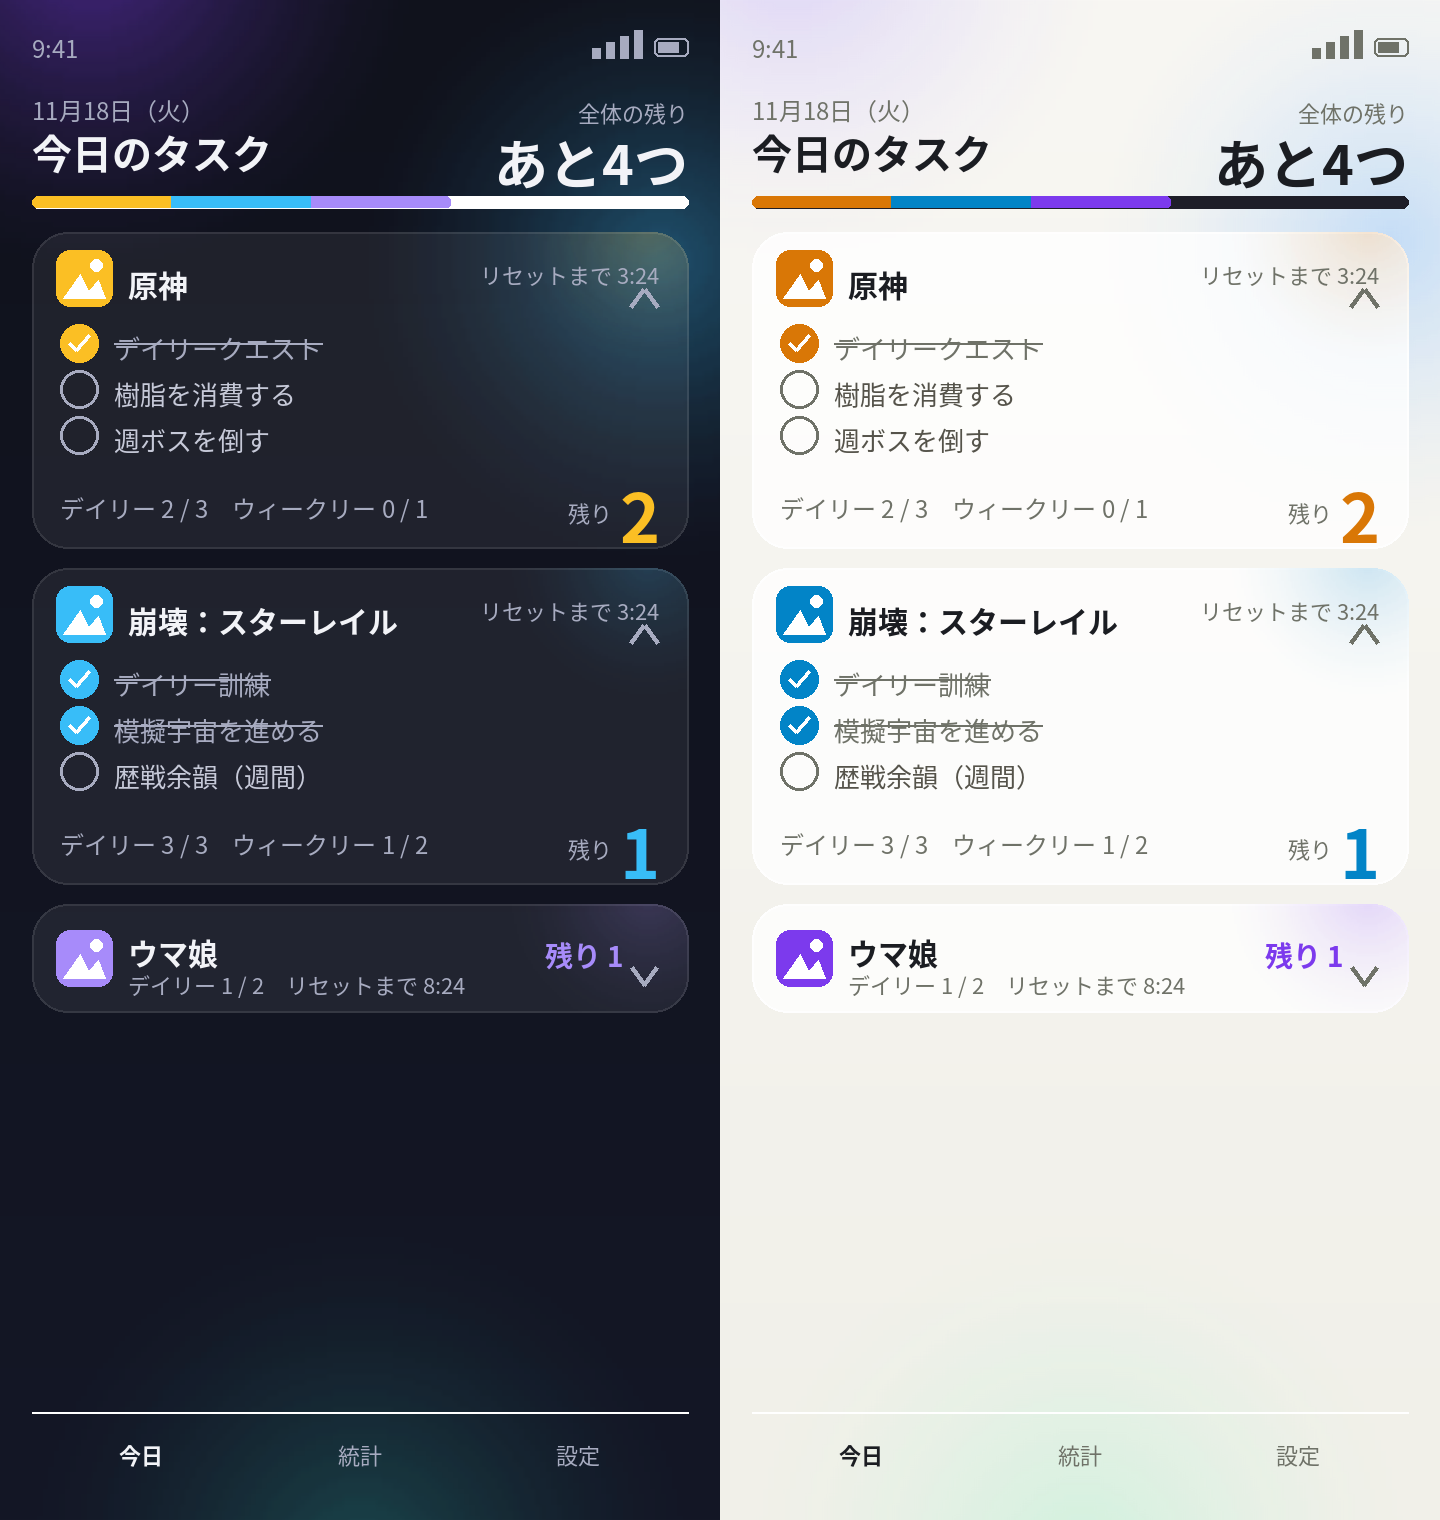 9:41
11月18日（火）
全体の残り
今日のタスク
あと4つ
原神
リセットまで 3:24
デイリークエスト
樹脂を消費する
週ボスを倒す
デイリー 2 / 3　ウィークリー 0 / 1
残り 2
崩壊：スターレイル
リセットまで 3:24
デイリー訓練
模擬宇宙を進める
歴戦余韻（週間）
デイリー 3 / 3　ウィークリー 1 / 2
残り 1
ウマ娘
残り 1
デイリー 1 / 2　リセットまで 8:24
今日　統計　設定
9:41
11月18日（火）
全体の残り
今日のタスク
あと4つ
原神
リセットまで 3:24
デイリークエスト
樹脂を消費する
週ボスを倒す
デイリー 2 / 3　ウィークリー 0 / 1
残り 2
崩壊：スターレイル
リセットまで 3:24
デイリー訓練
模擬宇宙を進める
歴戦余韻（週間）
デイリー 3 / 3　ウィークリー 1 / 2
残り 1
ウマ娘
残り 1
デイリー 1 / 2　リセットまで 8:24
今日　統計　設定